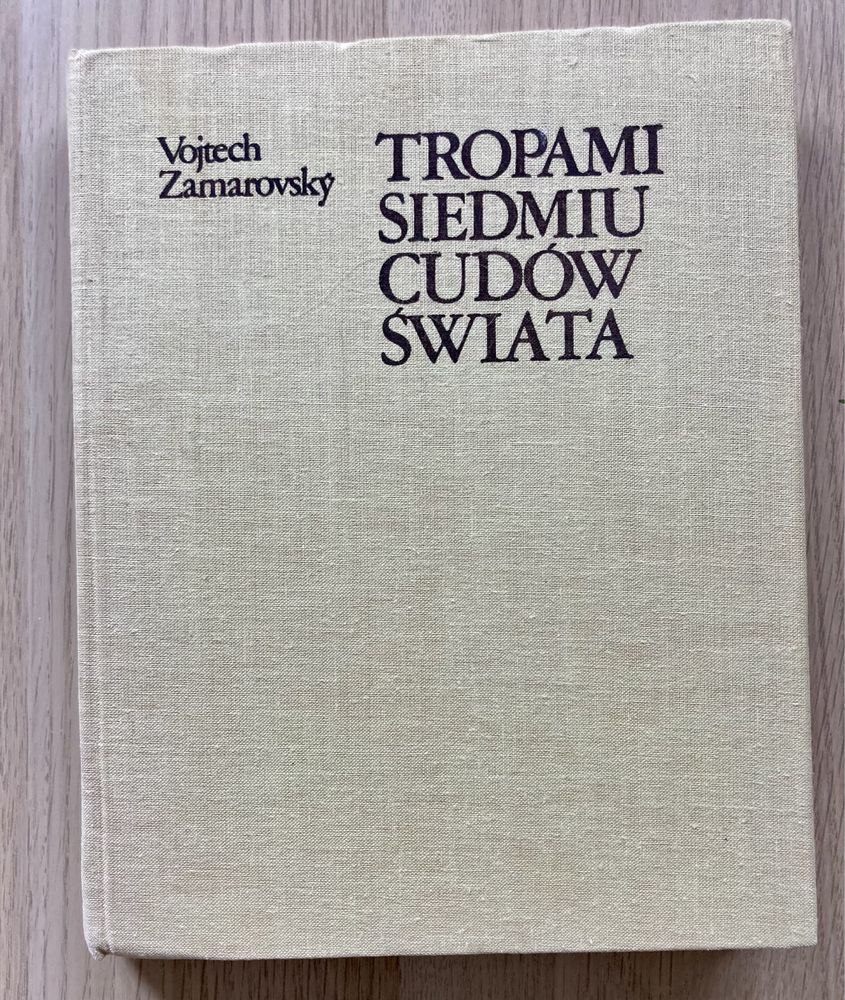 Vojtech
Zamarovský
TROPAMI
SIEDMIU
CUDÓW
ŚWIATA